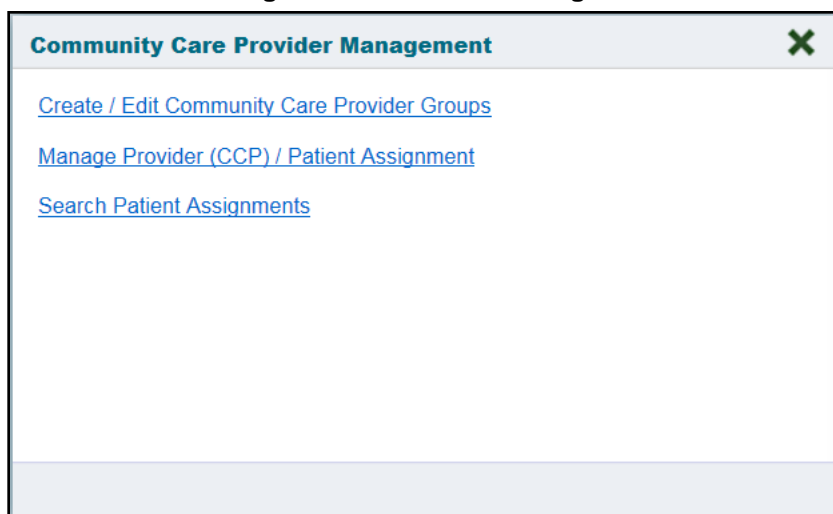 Community Care Provider Management
Create / Edit Community Care Provider Groups
Manage Provider (CCP) / Patient Assignment
Search Patient Assignments